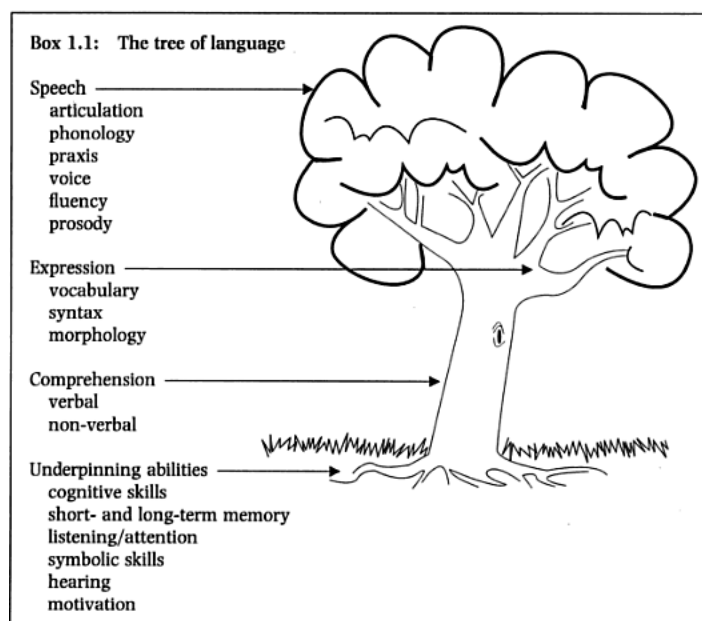 Box 1.1: The tree of language
Speech
articulation
phonology
praxis
voice
fluency
prosody
Expression
vocabulary
syntax
morphology
Comprehension
verbal
non-verbal
Underpinning abilities
cognitive skills
short- and long-term memory
listening/attention
symbolic skills
hearing
motivation